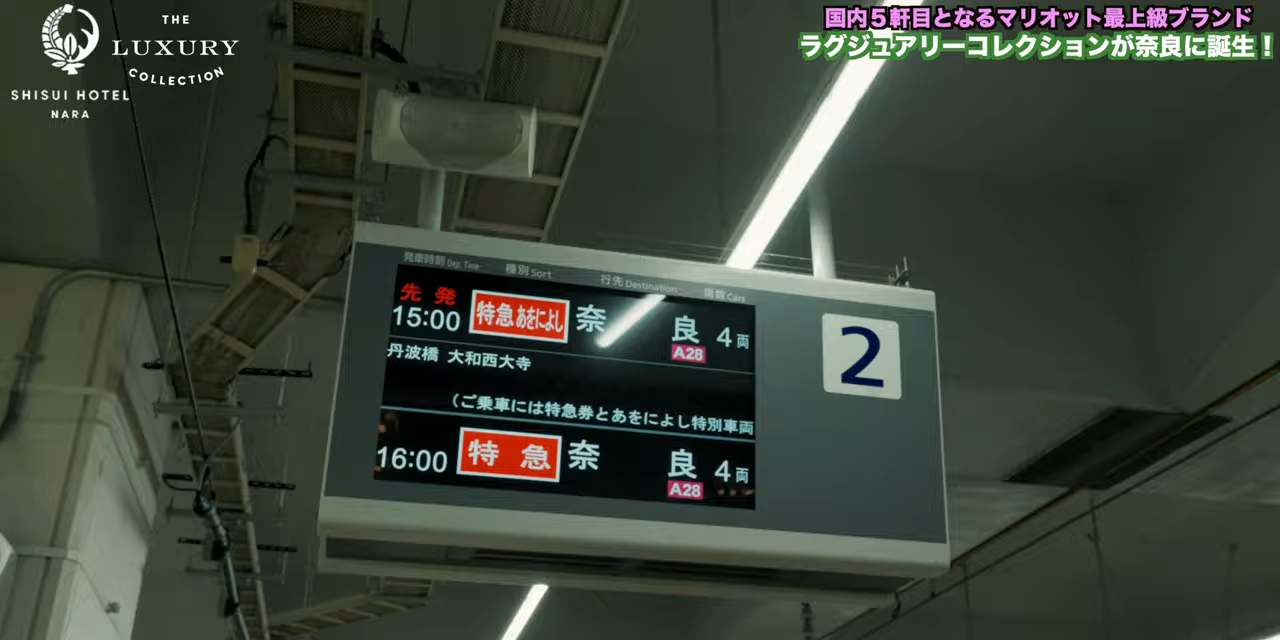 THE
LUXURY
COLLECTION
SHISUI HOTEL
NARA
国内5軒目となるマリオット最上級ブランド
ラグジュアリーコレクションが奈良に誕生！
発車時刻 Dep. Time 種別 Sort 行先 Destination 両数 Cars
先発
15:00 特急あをによし 奈良 4両
A28
丹波橋 大和西大寺
（ご乗車には特急券とあをによし特別車両
16:00 特急 奈良 4両
A28
2